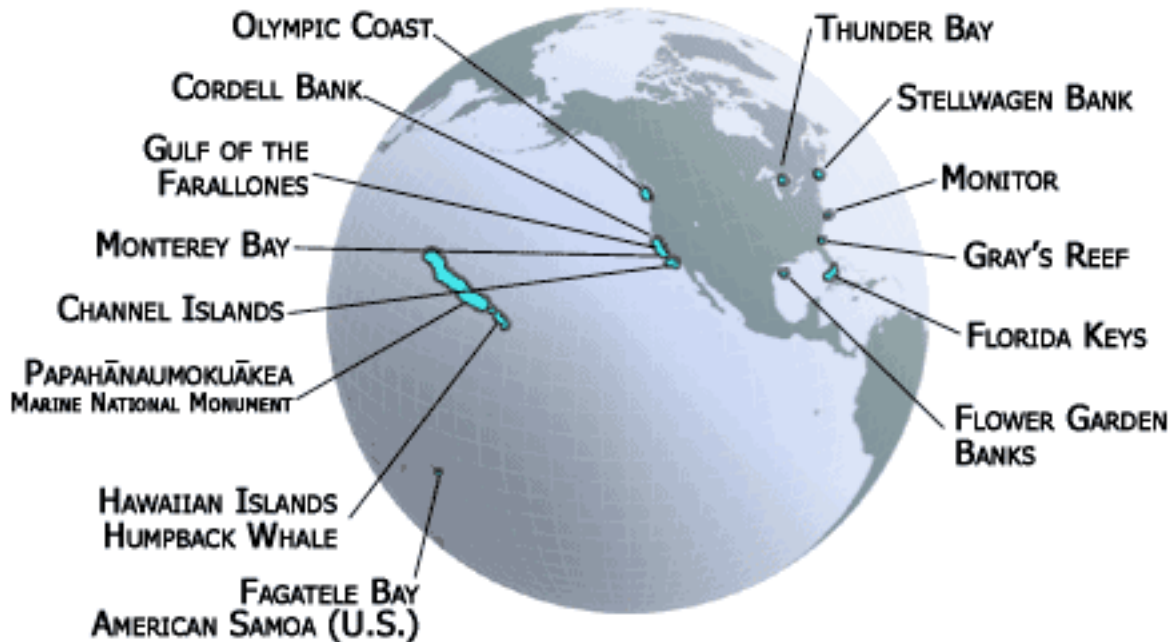 Olympic Coast
Cordell Bank
Gulf of the
Farallones
Monterey Bay
Channel Islands
Papahānaumokuākea
Marine National Monument
Hawaiian Islands
Humpback Whale
Fagatele Bay
American Samoa (U.S.)
Thunder Bay
Stellwagen Bank
Monitor
Gray's Reef
Florida Keys
Flower Garden
Banks